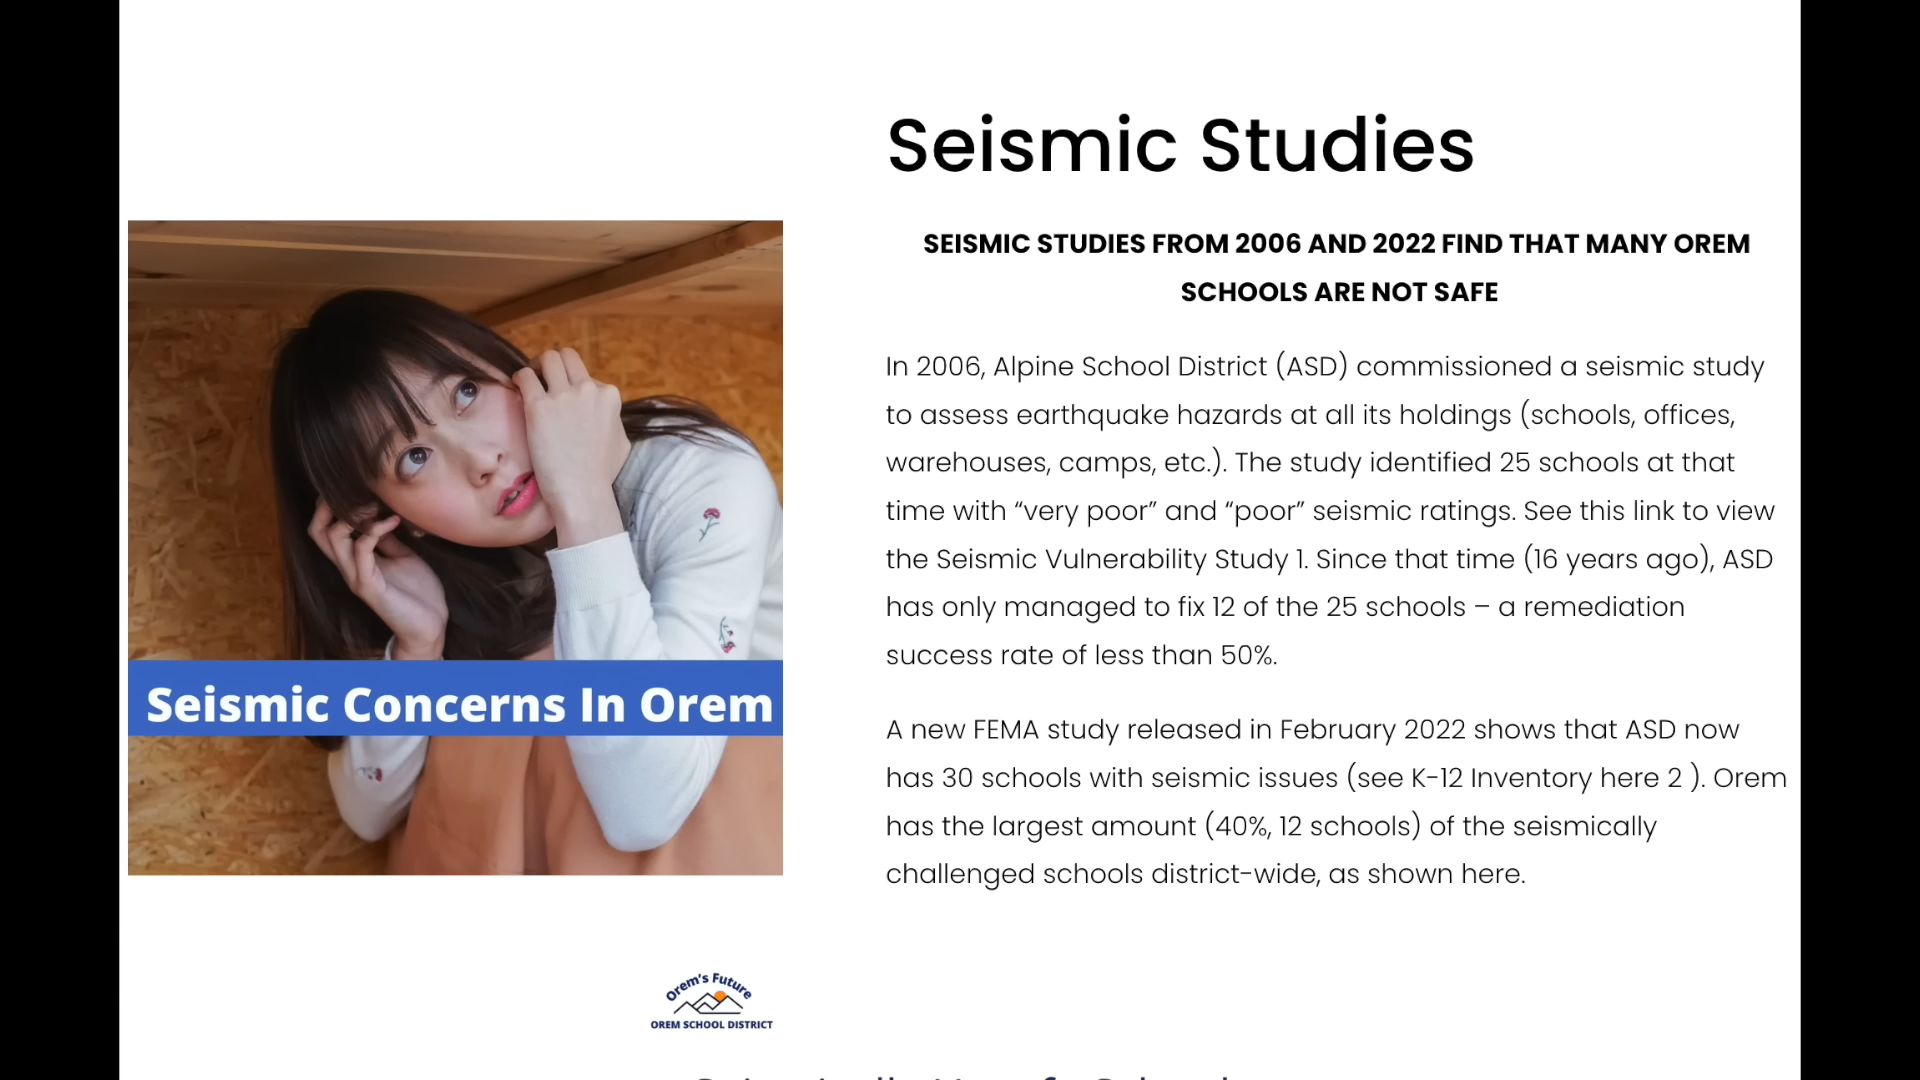 Seismic Studies
SEISMIC STUDIES FROM 2006 AND 2022 FIND THAT MANY OREM
SCHOOLS ARE NOT SAFE
In 2006, Alpine School District (ASD) commissioned a seismic study
to assess earthquake hazards at all its holdings (schools, offices,
warehouses, camps, etc.). The study identified 25 schools at that
time with “very poor” and “poor” seismic ratings. See this link to view
the Seismic Vulnerability Study 1. Since that time (16 years ago), ASD
has only managed to fix 12 of the 25 schools – a remediation
success rate of less than 50%.
A new FEMA study released in February 2022 shows that ASD now
has 30 schools with seismic issues (see K-12 Inventory here 2 ). Orem
has the largest amount (40%, 12 schools) of the seismically
challenged schools district-wide, as shown here.
Seismic Concerns In Orem
Orem's Future
OREM SCHOOL DISTRICT